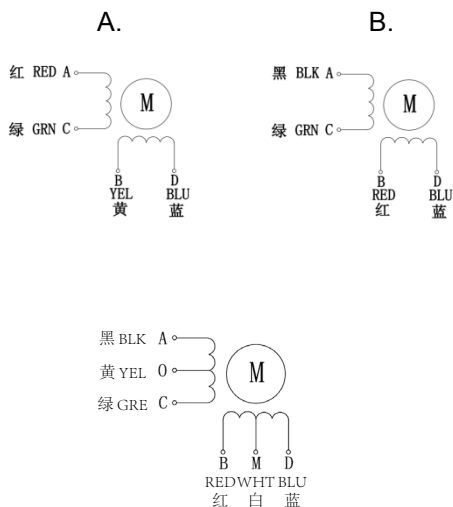 A. B.
红 RED A
M
绿 GRN C
B D
YEL BLU
黄 蓝
黑 BLK A
M
绿 GRN C
B D
RED BLU
红 蓝
黑 BLK A
黄 YEL O
M
绿 GRE C
B M D
RED WHT BLU
红 白 蓝